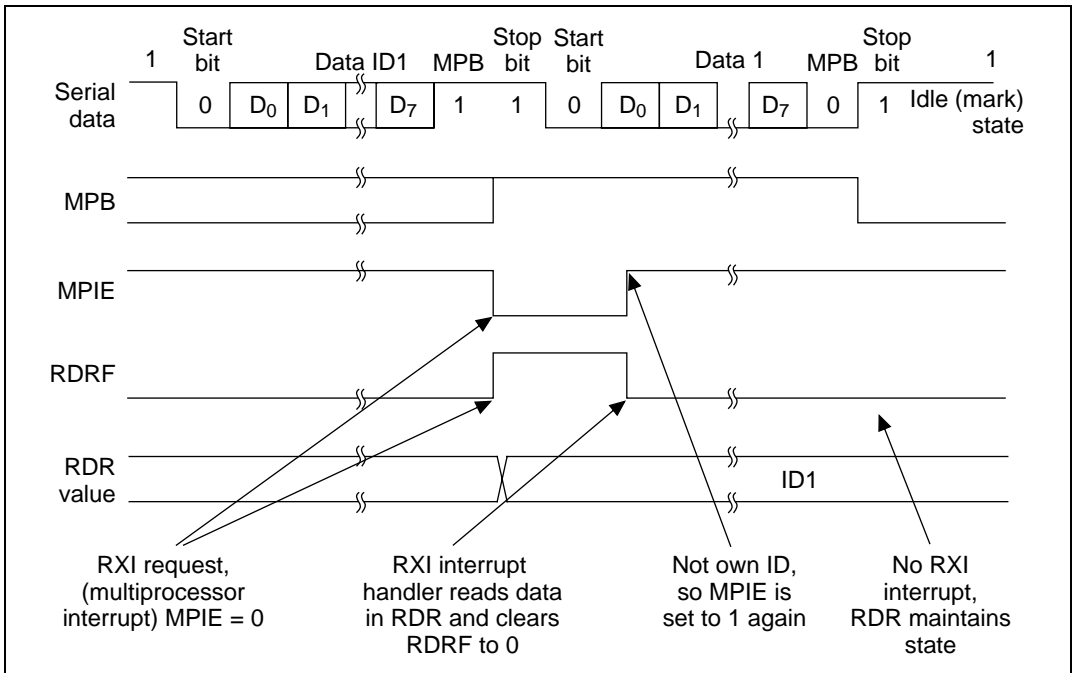 Start Stop Start Stop
1 bit Data ID1 MPB bit bit Data 1 MPB bit 1
Serial data 0 D0 D1 D7 1 1 0 D0 D1 D7 0 1 Idle (mark) state
MPB
MPIE
RDRF
RDR
value
ID1
RXI request,
(multiprocessor
interrupt) MPIE = 0
RXI interrupt
handler reads data
in RDR and clears
RDRF to 0
Not own ID,
so MPIE is
set to 1 again
No RXI
interrupt,
RDR maintains
state